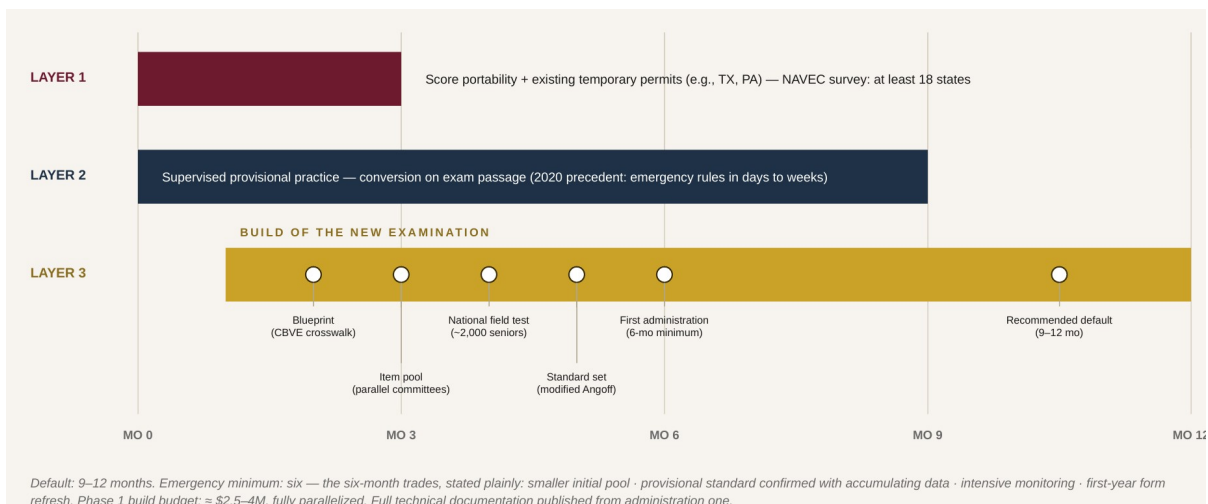 LAYER 1
Score portability + existing temporary permits (e.g., TX, PA) — NAVEC survey: at least 18 states
LAYER 2
Supervised provisional practice — conversion on exam passage (2020 precedent: emergency rules in days to weeks)
BUILD OF THE NEW EXAMINATION
LAYER 3
Blueprint
(CBVE crosswalk)
National field test
(~2,000 seniors)
First administration
(6-mo minimum)
Recommended default
(9–12 mo)
Item pool
(parallel committees)
Standard set
(modified Angoff)
MO 0
MO 3
MO 6
MO 9
MO 12
Default: 9–12 months. Emergency minimum: six — the six-month trades, stated plainly: smaller initial pool · provisional standard confirmed with accumulating data · intensive monitoring · first-year form
refresh. Phase 1 build budget: ≈ $2.5–4M, fully parallelized. Full technical documentation published from administration one.